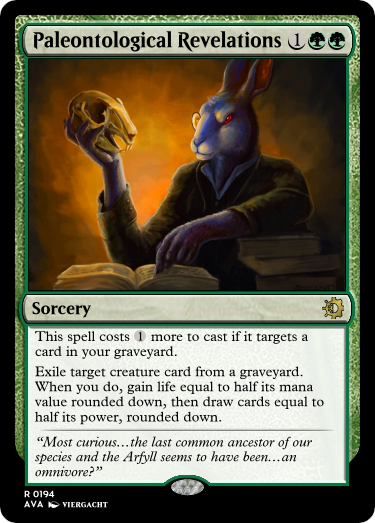 Paleontological Revelations 1
Sorcery
This spell costs 1 more to cast if it targets a
card in your graveyard.
Exile target creature card from a graveyard.
When you do, gain life equal to half its mana
value rounded down, then draw cards equal to
half its power, rounded down.
“Most curious…the last common ancestor of our
species and the Arfyll seems to have been…an
omnivore?”
R 0194
AVA VIERGACHT